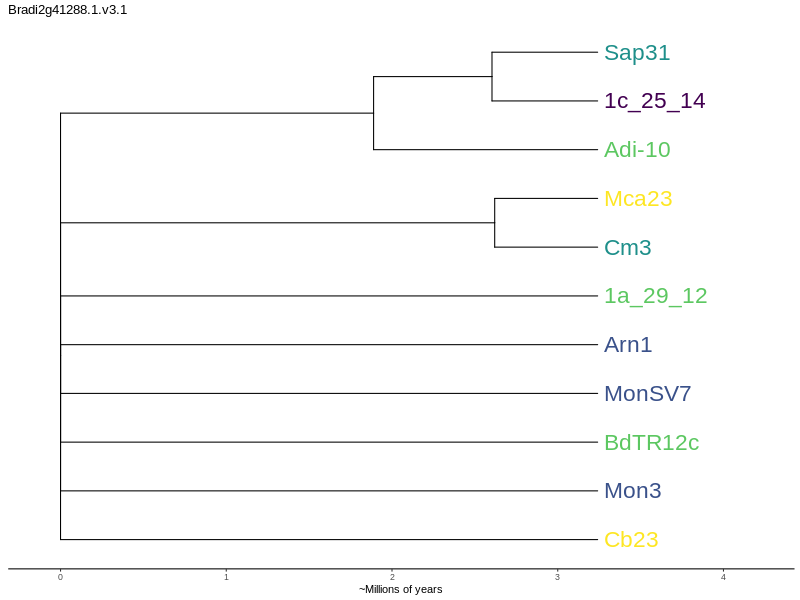 Bradi2g41288.1.v3.1
Sap31
1c_25_14
Adi-10
Mca23
Cm3
1a_29_12
Arn1
MonSV7
BdTR12c
Mon3
Cb23
0 1 2 3 4
~Millions of years